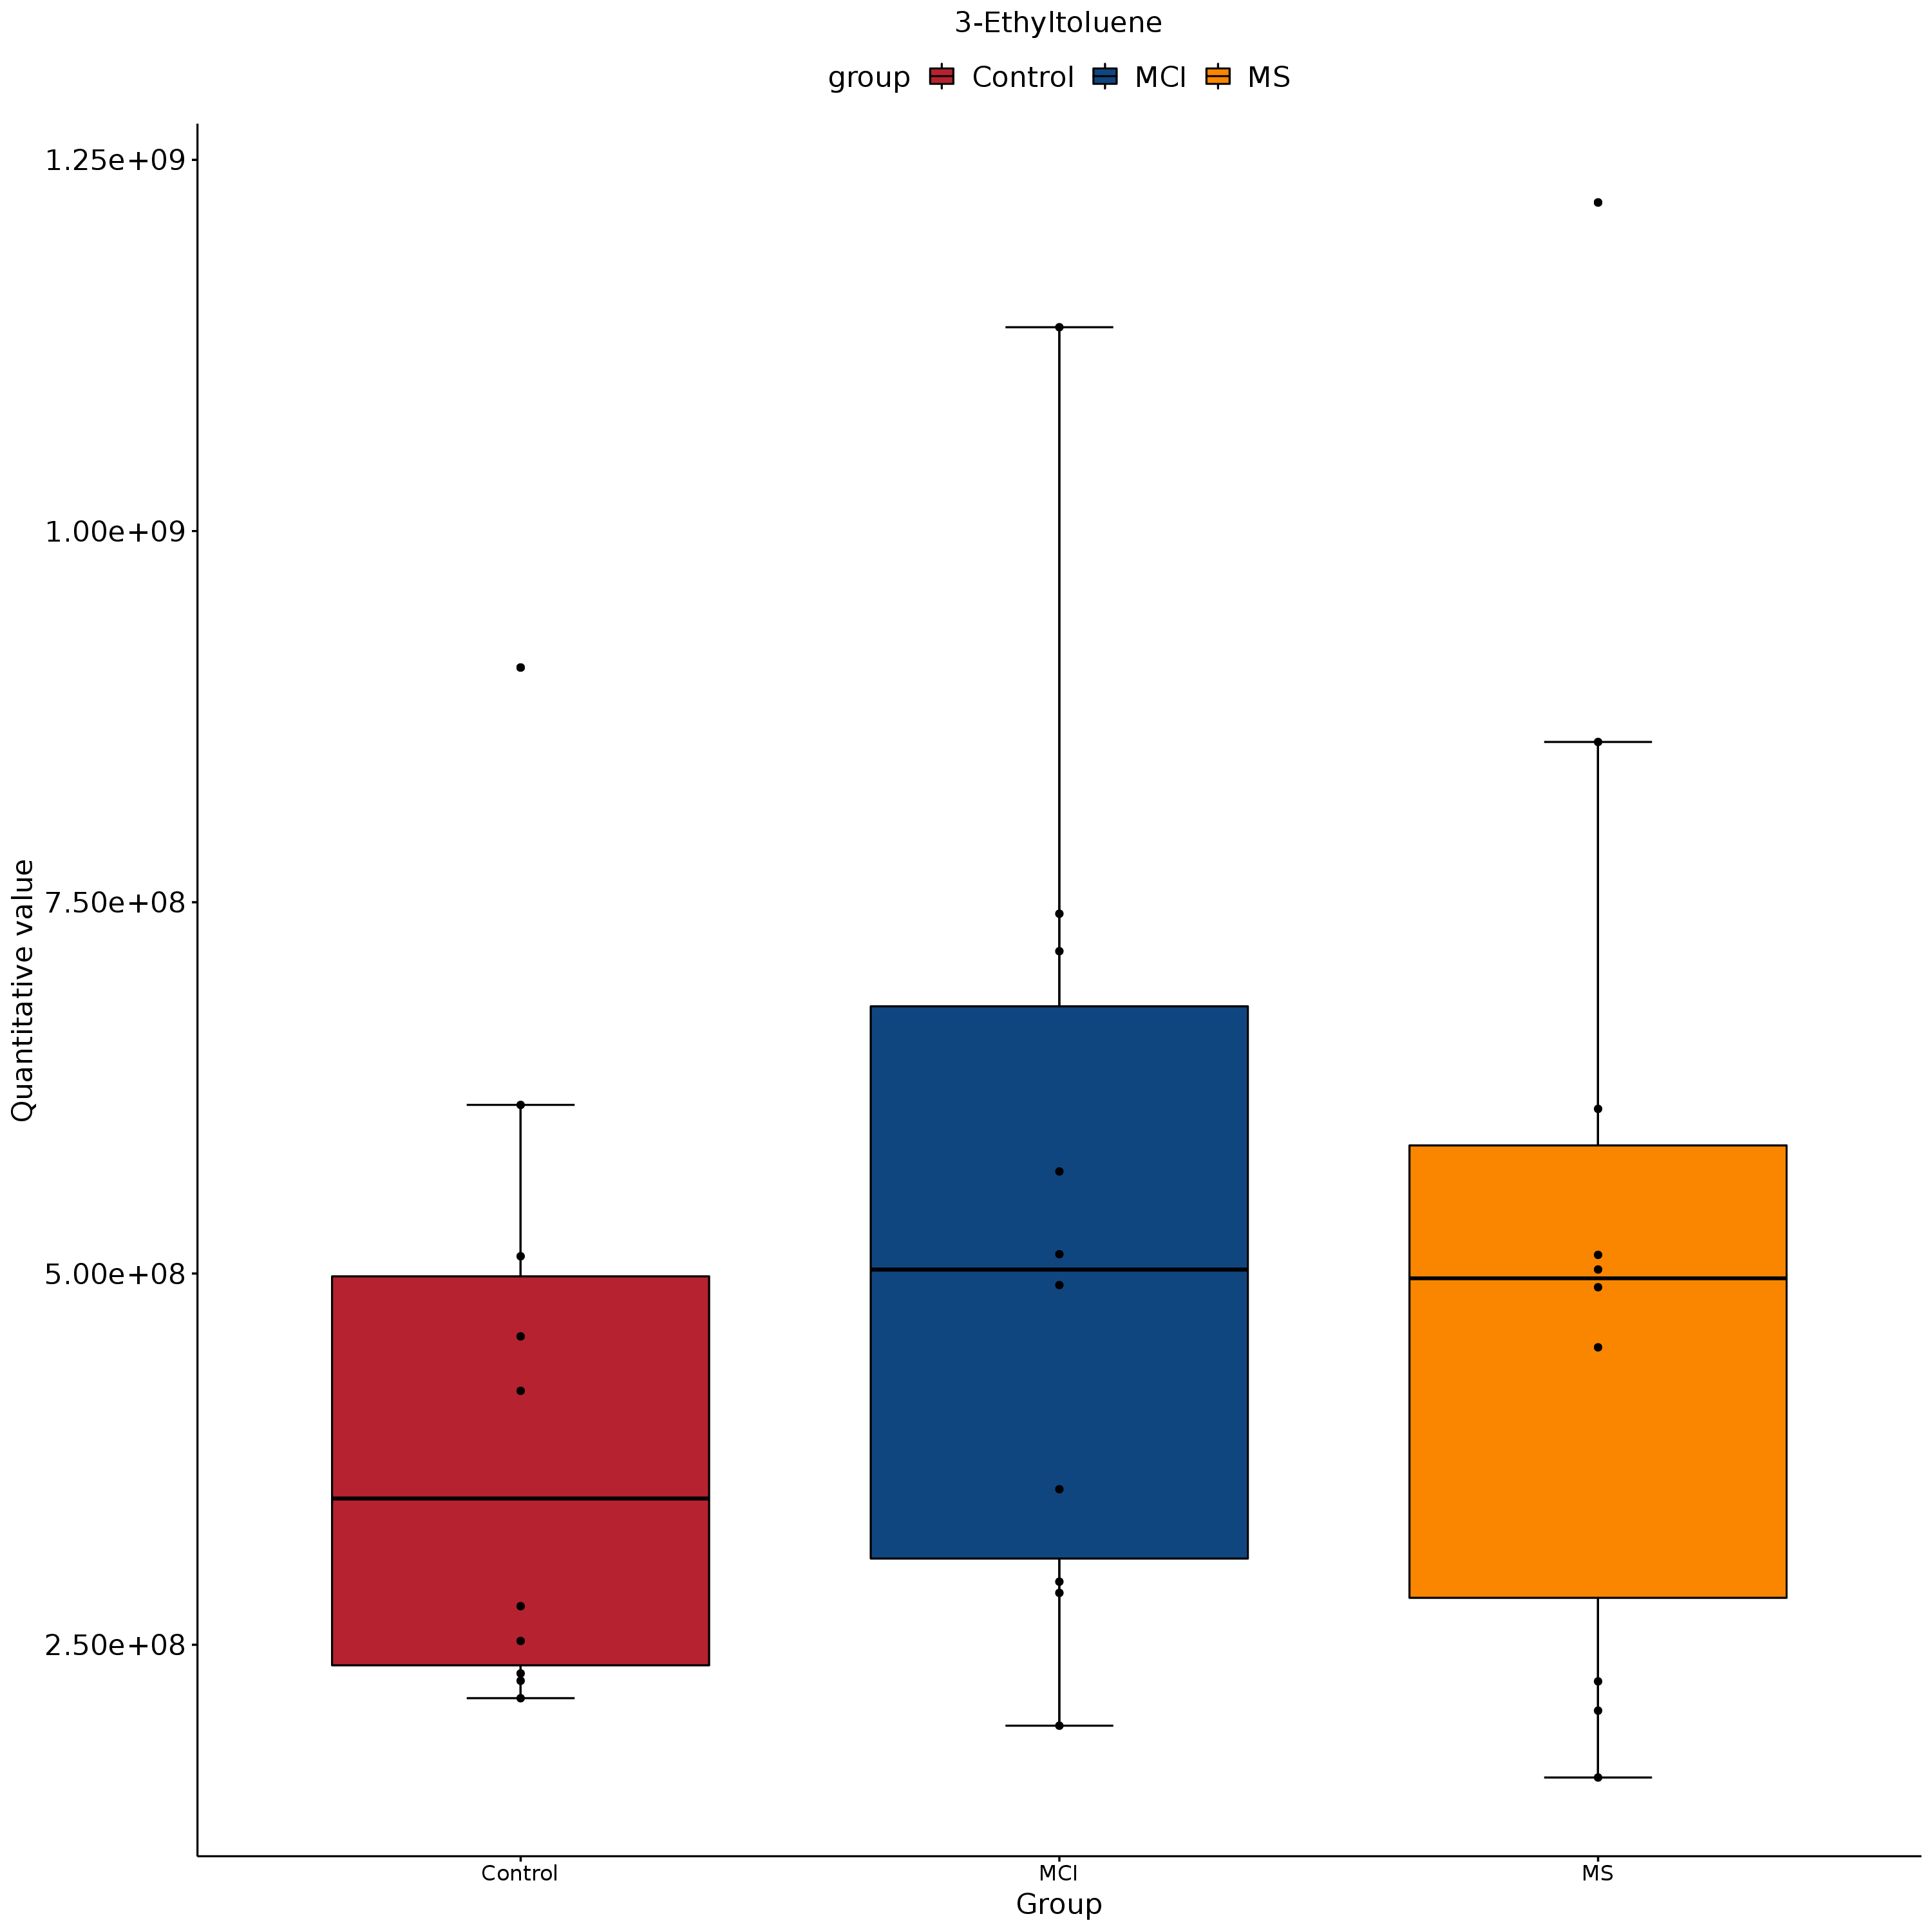 3-Ethyltoluene
group Control MCI MS
1.25e+09
1.00e+09
7.50e+08
5.00e+08
2.50e+08
Quantitative value
Control MCI MS
Group